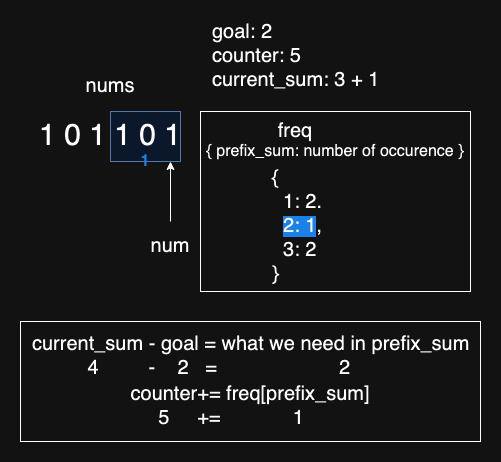 goal: 2
counter: 5
current_sum: 3 + 1
nums
1 0 1 1 0 1
1
num
freq
{ prefix_sum: number of occurence }
{
1: 2.
2: 1,
3: 2
}
current_sum - goal = what we need in prefix_sum
4 - 2 = 2
counter+= freq[prefix_sum]
5 += 1